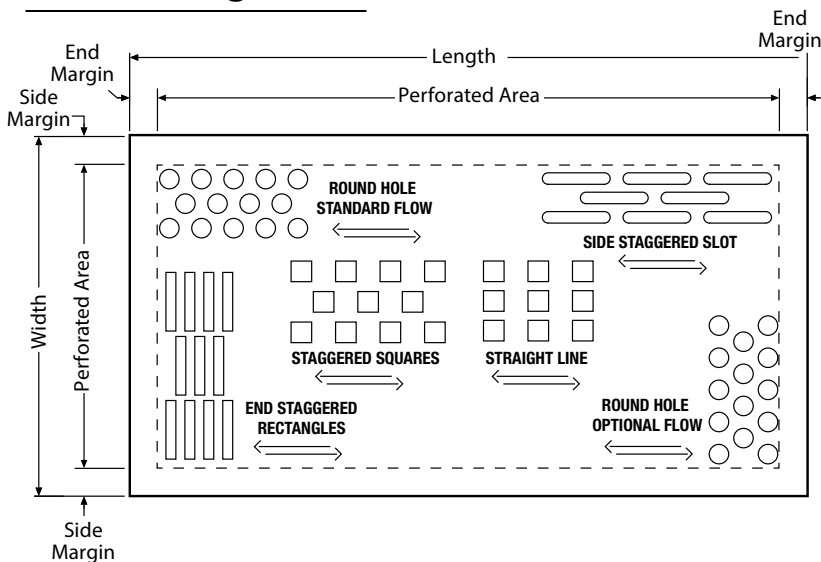 End
Margin
Length
End
Margin
Side
Margin
Perforated Area
Width
Perforated Area
ROUND HOLE
STANDARD FLOW
SIDE STAGGERED SLOT
STAGGERED SQUARES
STRAIGHT LINE
END STAGGERED
RECTANGLES
ROUND HOLE
OPTIONAL FLOW
Side
Margin